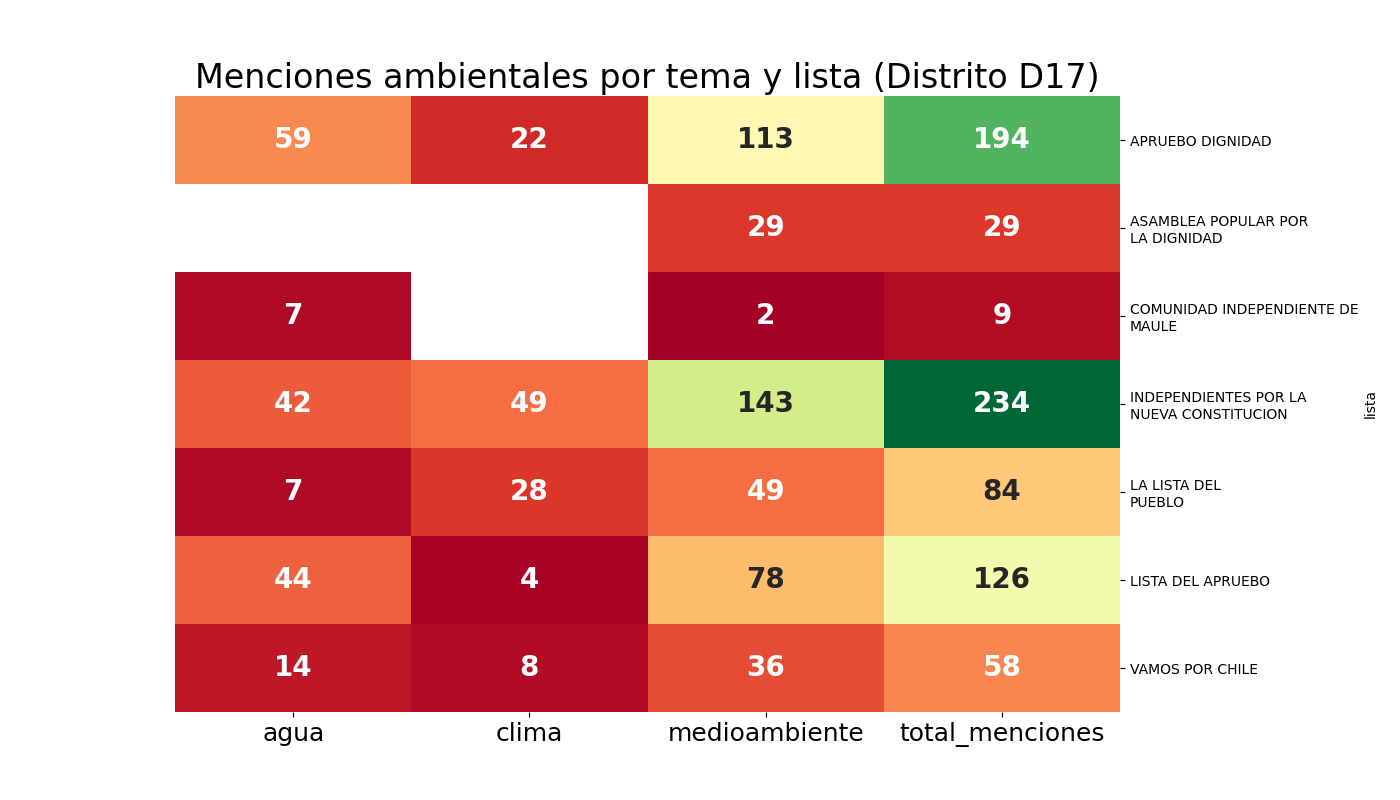 Menciones ambientales por tema y lista (Distrito D17)
59 22 113 194 APRUEBO DIGNIDAD
29 29 ASAMBLEA POPULAR POR
LA DIGNIDAD
7 2 9 COMUNIDAD INDEPENDIENTE DE
MAULE
42 49 143 234 INDEPENDIENTES POR LA
NUEVA CONSTITUCION
lista
7 28 49 84 LA LISTA DEL
PUEBLO
44 4 78 126 LISTA DEL APRUEBO
14 8 36 58 VAMOS POR CHILE
agua clima medioambiente total_menciones